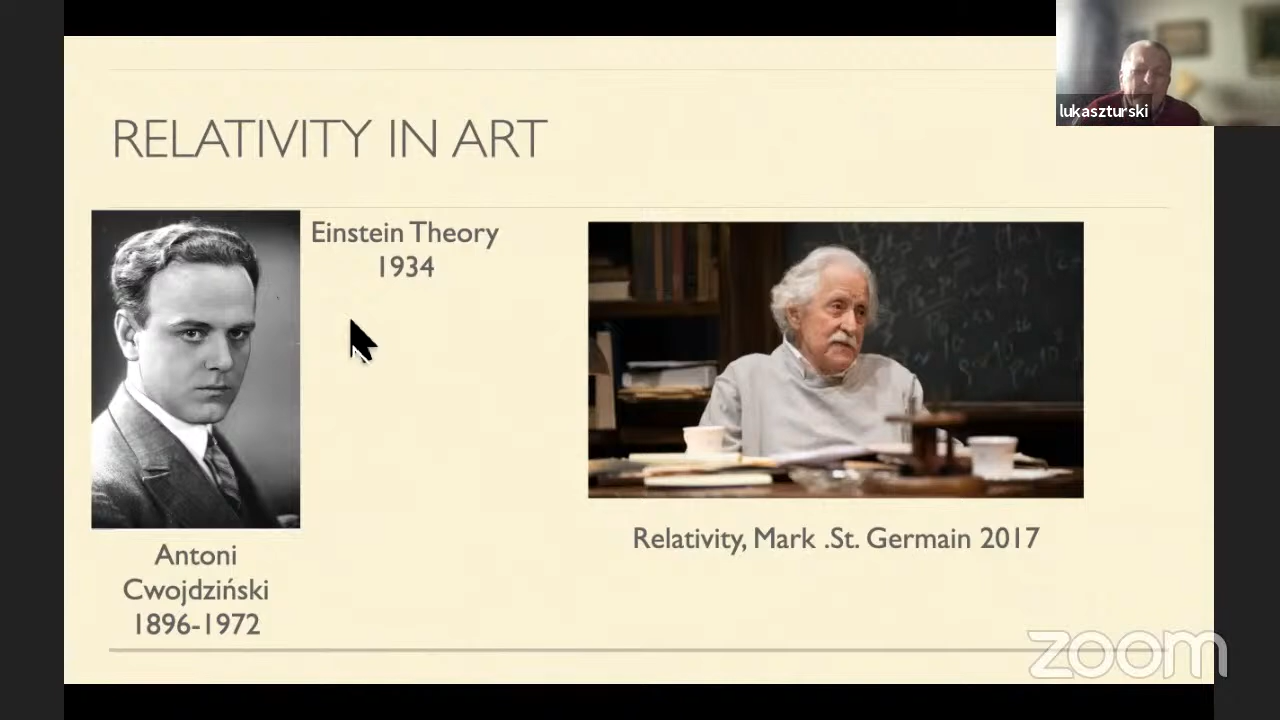 lukaszturski
RELATIVITY IN ART
Einstein Theory
1934
Relativity, Mark .St. Germain 2017
Antoni
Cwojdziński
1896-1972
zoom